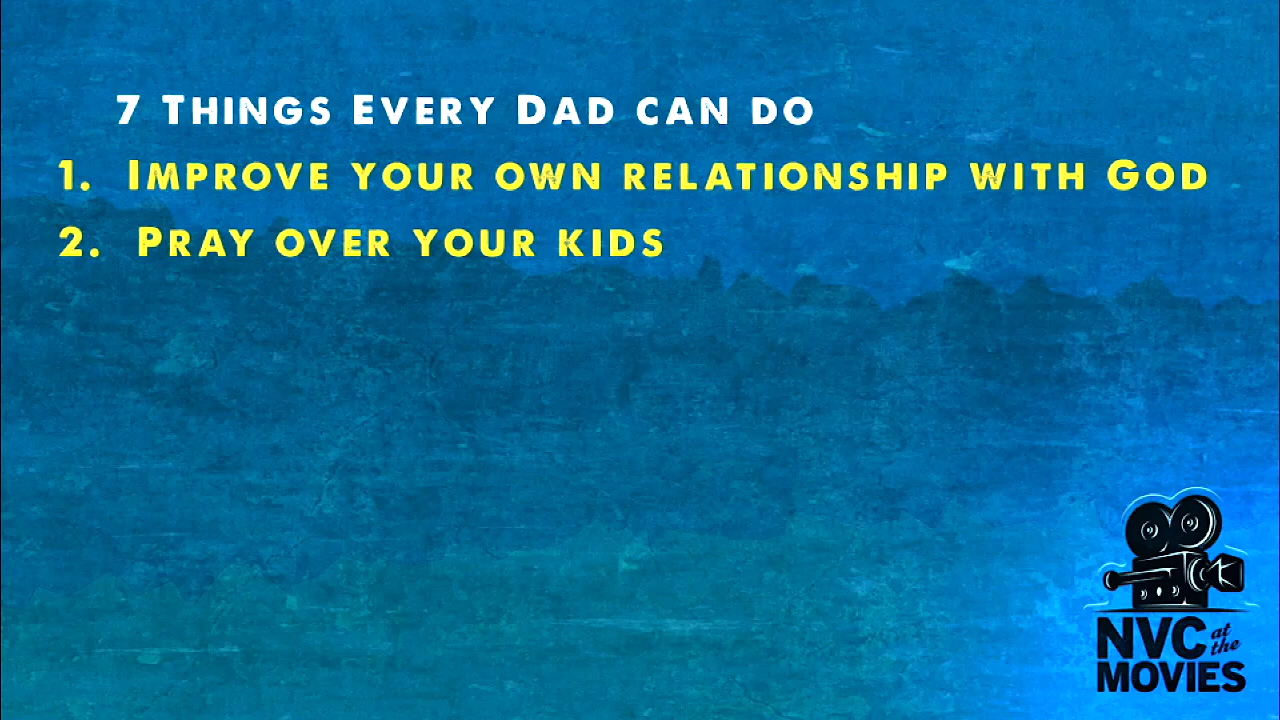 7 Things Every Dad can do
1. Improve your own relationship with God
2. Pray over your kids
NVC at the
MOVIES